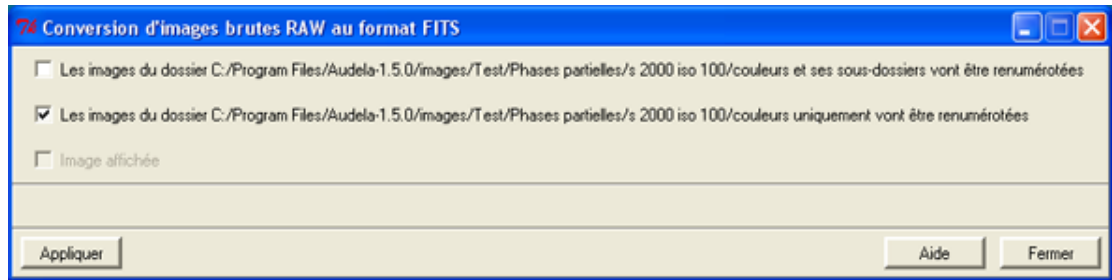 Conversion d'images brutes RAW au format FITS
Les images du dossier C:/Program Files/Audela-1.5.0/images/Test/Phases partielles/s 2000 iso 100/couleurs et ses sous-dossiers vont être renumérotées
Les images du dossier C:/Program Files/Audela-1.5.0/images/Test/Phases partielles/s 2000 iso 100/couleurs uniquement vont être renumérotées
Image affichée
Appliquer Aide Fermer